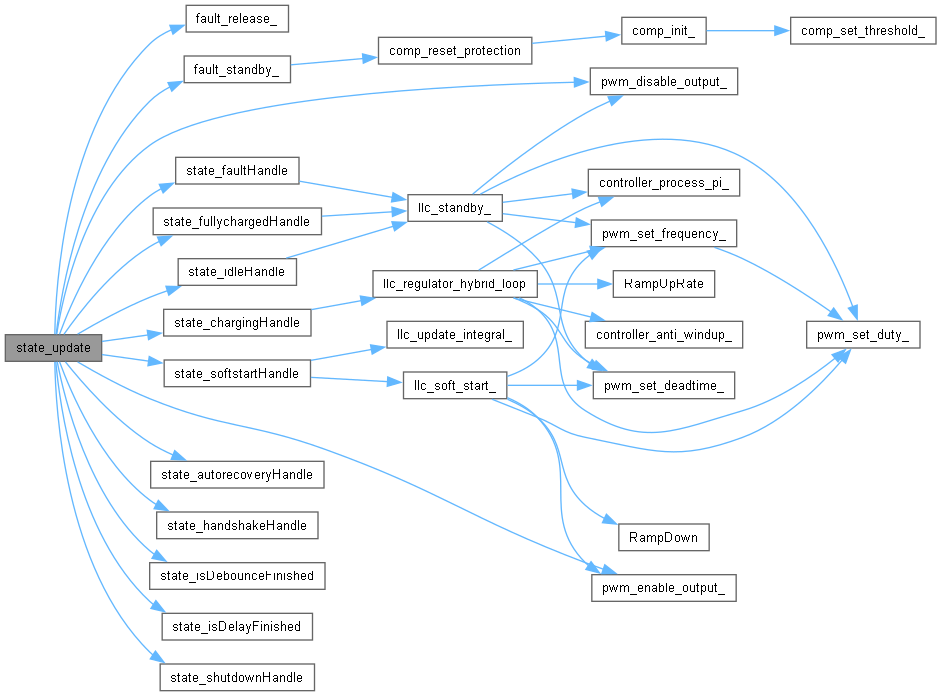 fault_release_
comp_init_
comp_set_threshold_
comp_reset_protection
fault_standby_
pwm_disable_output_
state_faultHandle
controller_process_pi_
llc_standby_
state_fullychargedHandle
pwm_set_frequency_
state_idleHandle
llc_regulator_hybrid_loop
RampUpRate
state_chargingHandle
llc_update_integral_
controller_anti_windup_
pwm_set_duty_
state_update
state_softstartHandle
llc_soft_start_
pwm_set_deadtime_
state_autorecoveryHandle
state_handshakeHandle
RampDown
state_isDebounceFinished
pwm_enable_output_
state_isDelayFinished
state_shutdownHandle